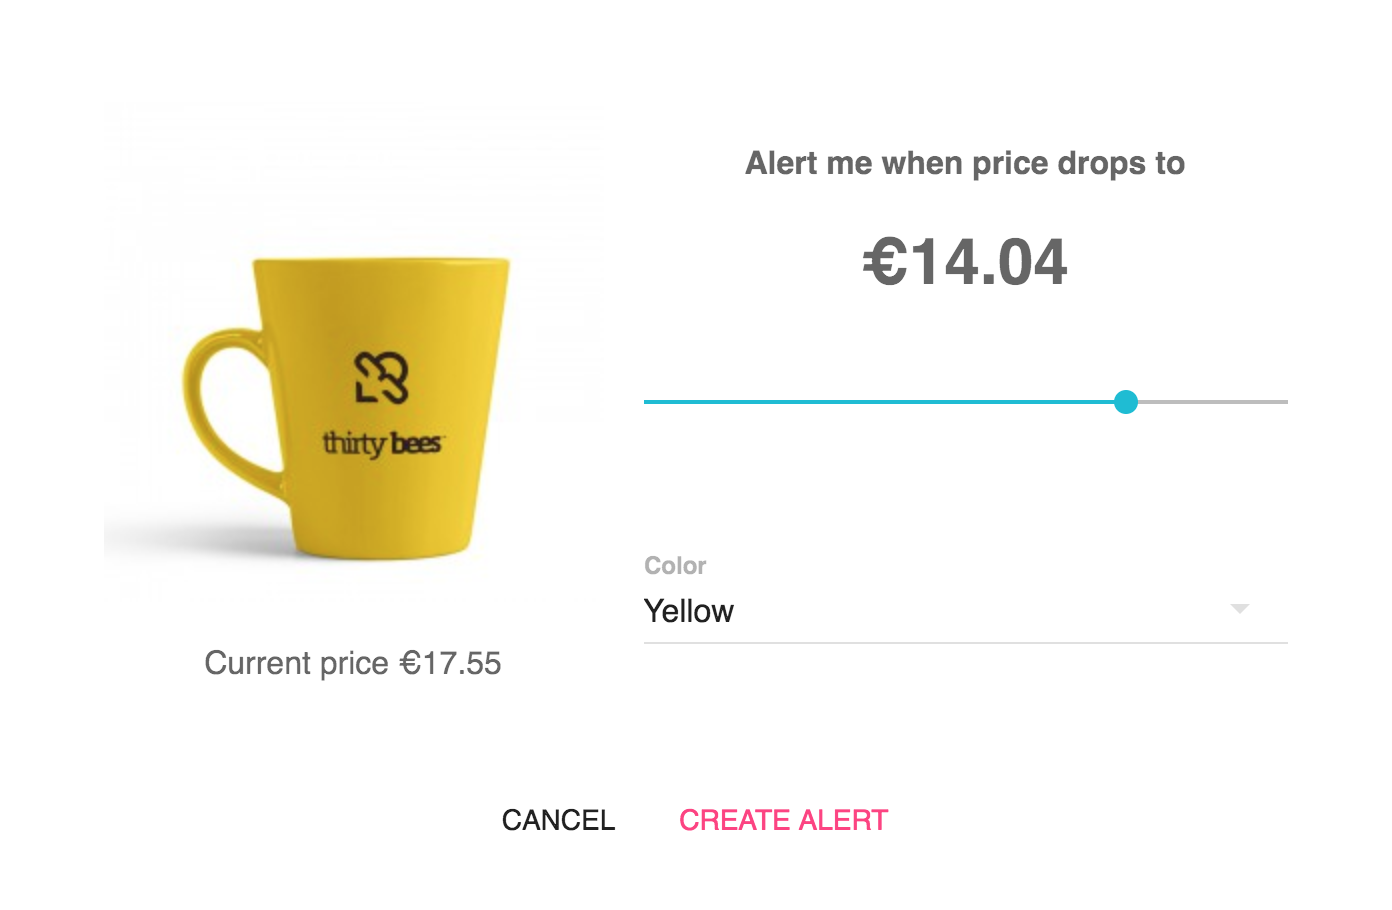 thirty bees
Current price €17.55
Alert me when price drops to
€14.04
Color
Yellow
CANCEL
CREATE ALERT